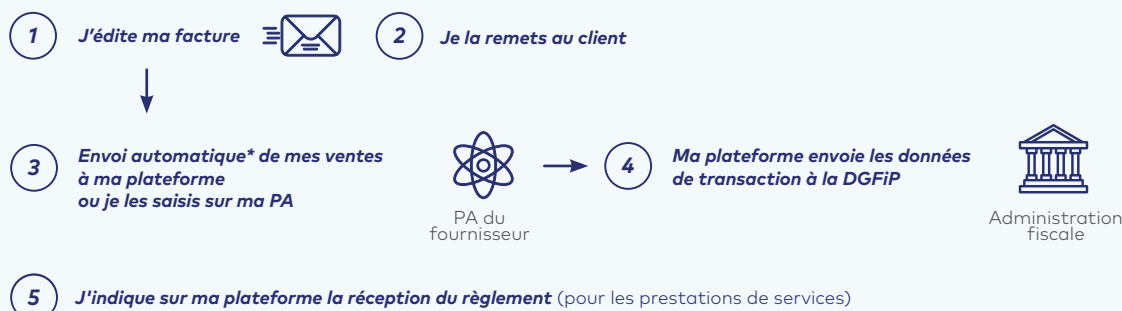 1 J'édite ma facture
2 Je la remets au client
3 Envoi automatique* de mes ventes
à ma plateforme
ou je les saisis sur ma PA
PA du
fournisseur
4 Ma plateforme envoie les données
de transaction à la DGFiP
Administration
fiscale
5 J'indique sur ma plateforme la réception du règlement (pour les prestations de services)